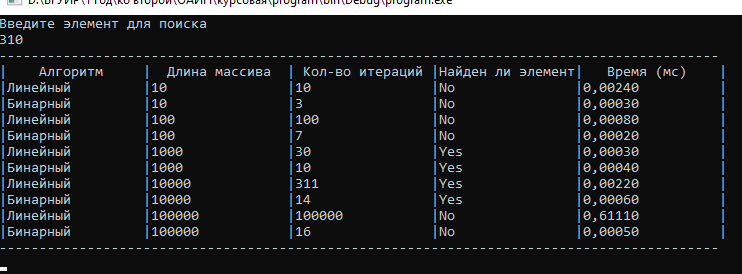 D:\БГУИР\1 год\ко второй\ОАИП\курсовая\program\bin\Debug\program.exe
Введите элемент для поиска
310
| Алгоритм | Длина массива | Кол-во итераций |Найден ли элемент| Время (мс) |
|Линейный |10 |10 |No |0,00240 |
|Бинарный |10 |3 |No |0,00030 |
|Линейный |100 |100 |No |0,00080 |
|Бинарный |100 |7 |No |0,00020 |
|Линейный |1000 |30 |Yes |0,00030 |
|Бинарный |1000 |10 |Yes |0,00040 |
|Линейный |10000 |311 |Yes |0,00220 |
|Бинарный |10000 |14 |Yes |0,00060 |
|Линейный |100000 |100000 |No |0,61110 |
|Бинарный |100000 |16 |No |0,00050 |